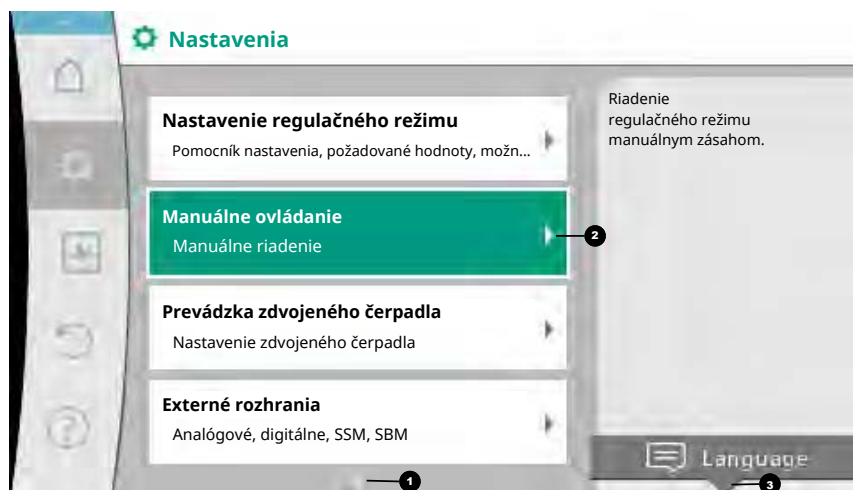 Nastavenia
Nastavenie regulačného režimu
Pomocník nastavenia, požadované hodnoty, možn...
Manuálne ovládanie
Manuálne riadenie
2
Prevádzka zdvojeného čerpadla
Nastavenie zdvojeného čerpadla
Externé rozhrania
Analógové, digitálne, SSM, SBM
1
Riadenie
regulačného režimu
manuálnym zásahom.
Language
3